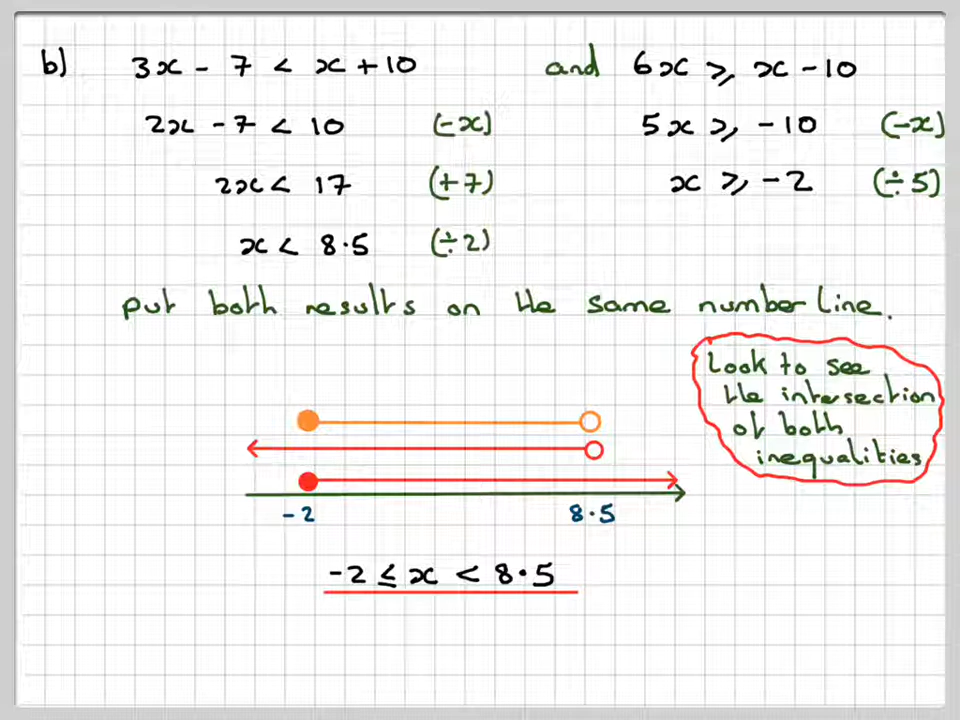 b) 3x - 7 < x + 10 and 6x ⩾ x - 10
2x - 7 < 10 (-x) 5x ⩾ -10 (-x)
2x < 17 (+7) x ⩾ -2 (÷5)
x < 8·5 (÷2)
put both results on the same number line.
Look to see
the intersection
of both
inequalities
-2 8·5
-2 ≤ x < 8·5